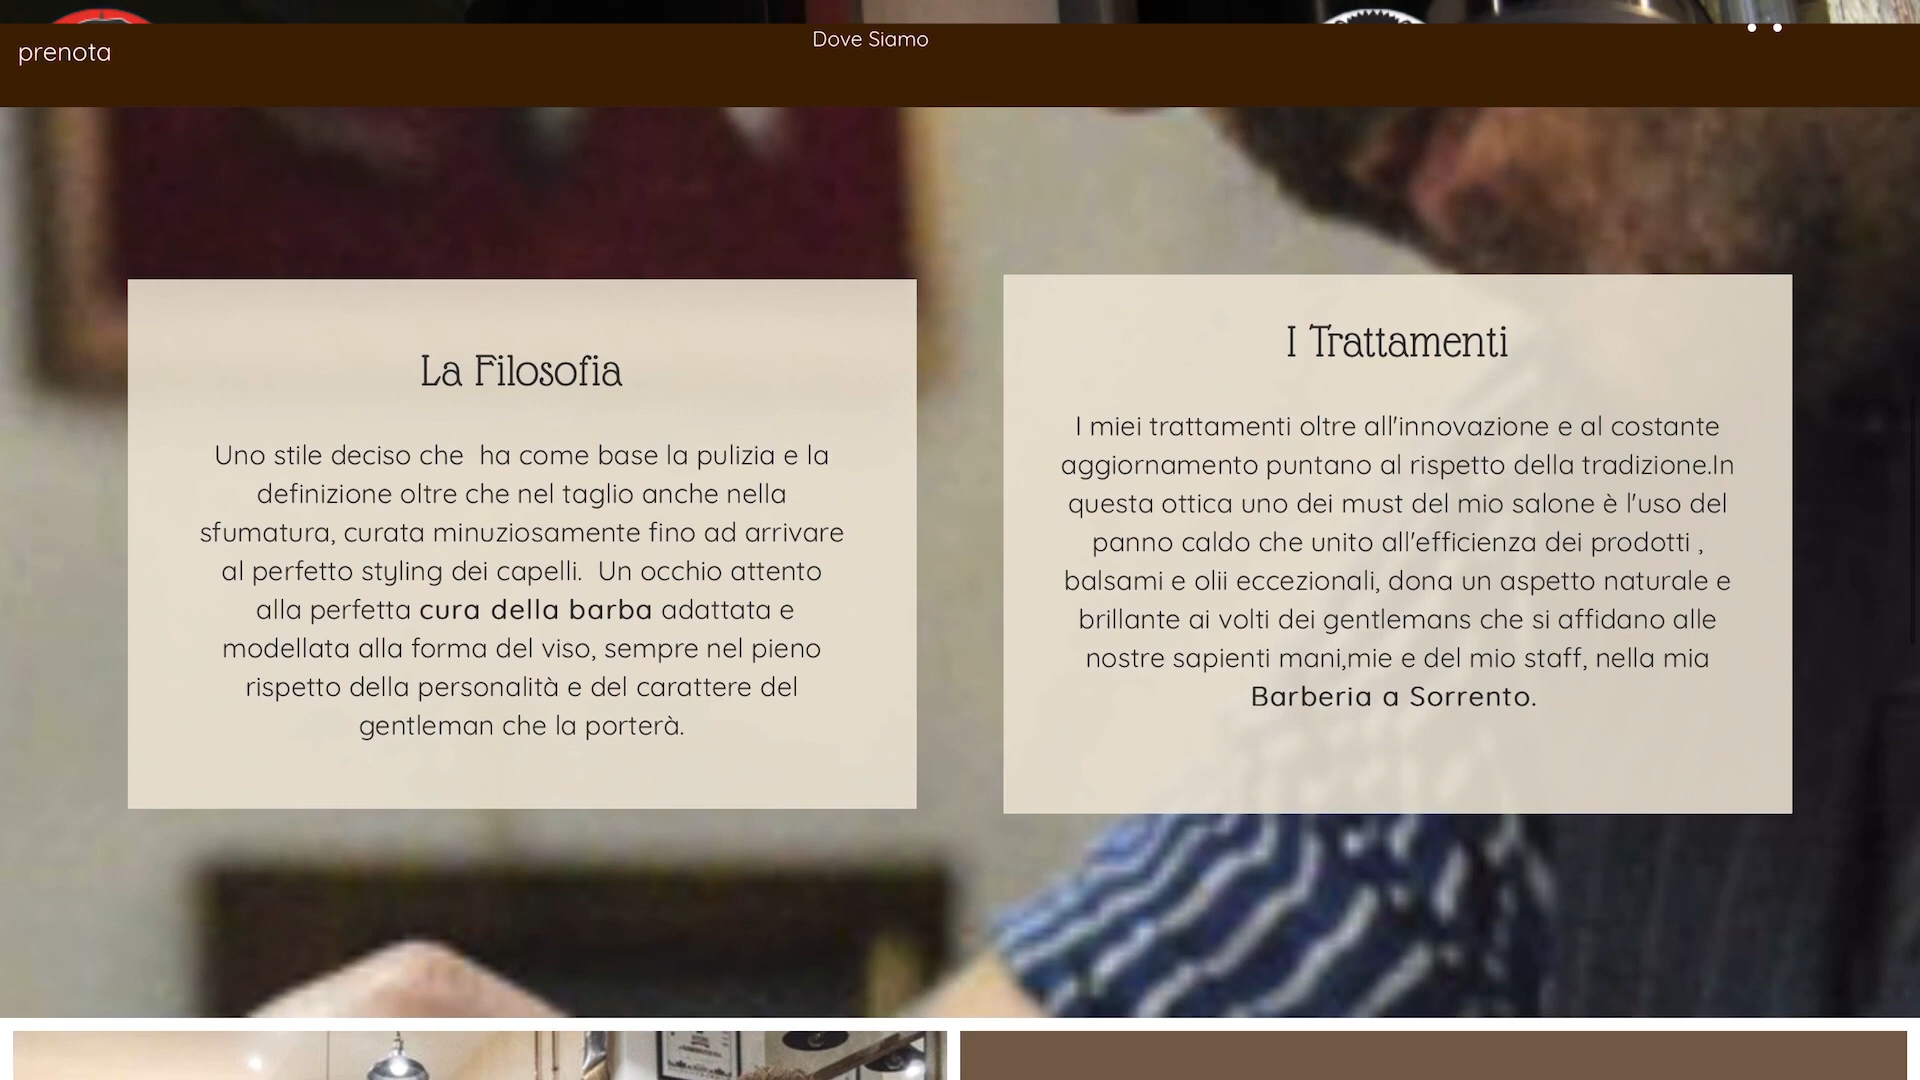 prenota
Dove Siamo
La Filosofia
Uno stile deciso che  ha come base la pulizia e la
definizione oltre che nel taglio anche nella
sfumatura, curata minuziosamente fino ad arrivare
al perfetto styling dei capelli.  Un occhio attento
alla perfetta cura della barba adattata e
modellata alla forma del viso, sempre nel pieno
rispetto della personalità e del carattere del
gentleman che la porterà.
I Trattamenti
I miei trattamenti oltre all'innovazione e al costante
aggiornamento puntano al rispetto della tradizione.In
questa ottica uno dei must del mio salone è l'uso del
panno caldo che unito all'efficienza dei prodotti ,
balsami e olii eccezionali, dona un aspetto naturale e
brillante ai volti dei gentlemans che si affidano alle
nostre sapienti mani,mie e del mio staff, nella mia
Barberia a Sorrento.